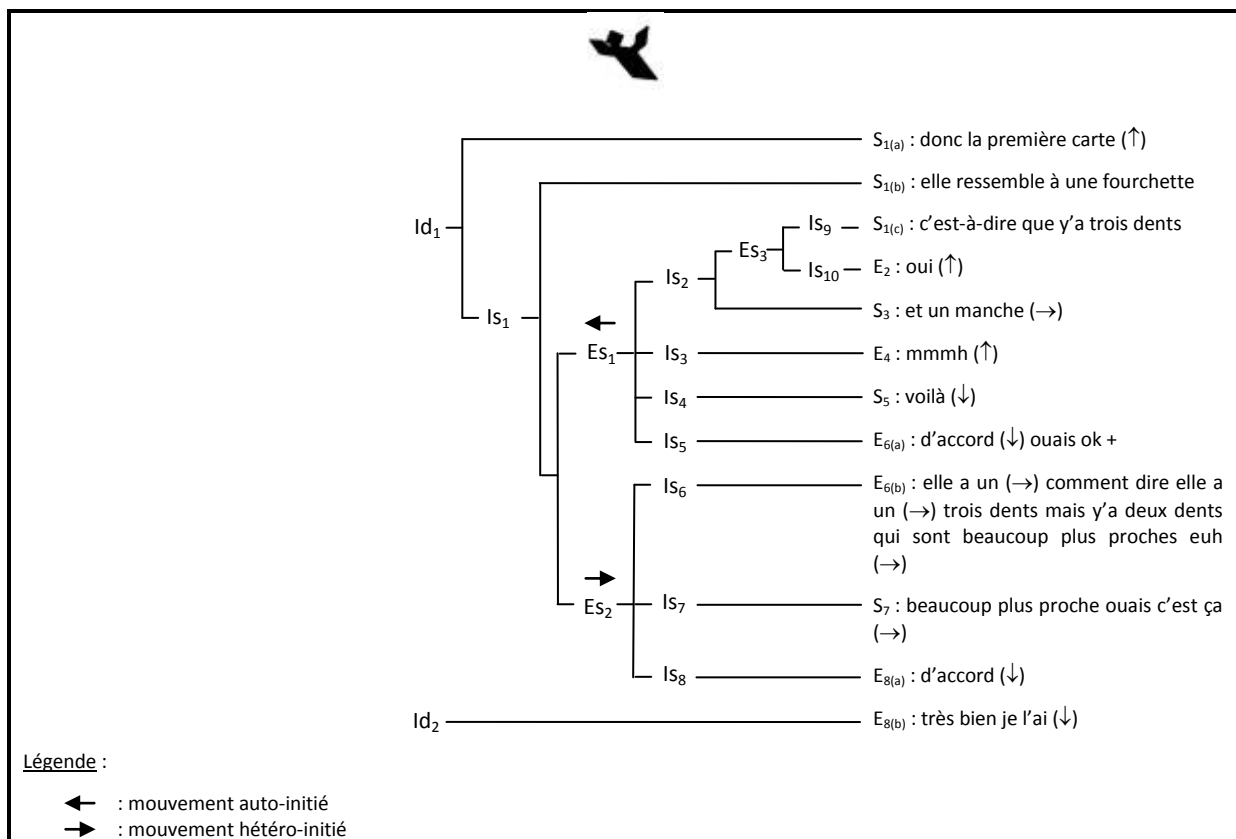 S1(a) : donc la première carte (↑)
S1(b) : elle ressemble à une fourchette
Id1
Is9
S1(c) : c’est-à-dire que y’a trois dents
Es3
Is10
E2 : oui (↑)
Is2
S3 : et un manche (→)
Is1
Es1
Is3
E4 : mmmh (↑)
Is4
S5 : voilà (↓)
Is5
E6(a) : d’accord (↓) ouais ok +
Is6
E6(b) : elle a un (→) comment dire elle a
un (→) trois dents mais y’a deux dents
qui sont beaucoup plus proches euh
(→)
Es2
Is7
S7 : beaucoup plus proche ouais c’est ça
(→)
Is8
E8(a) : d’accord (↓)
Id2
E8(b) : très bien je l’ai (↓)
Légende :
← : mouvement auto-initié
→ : mouvement hétéro-initié